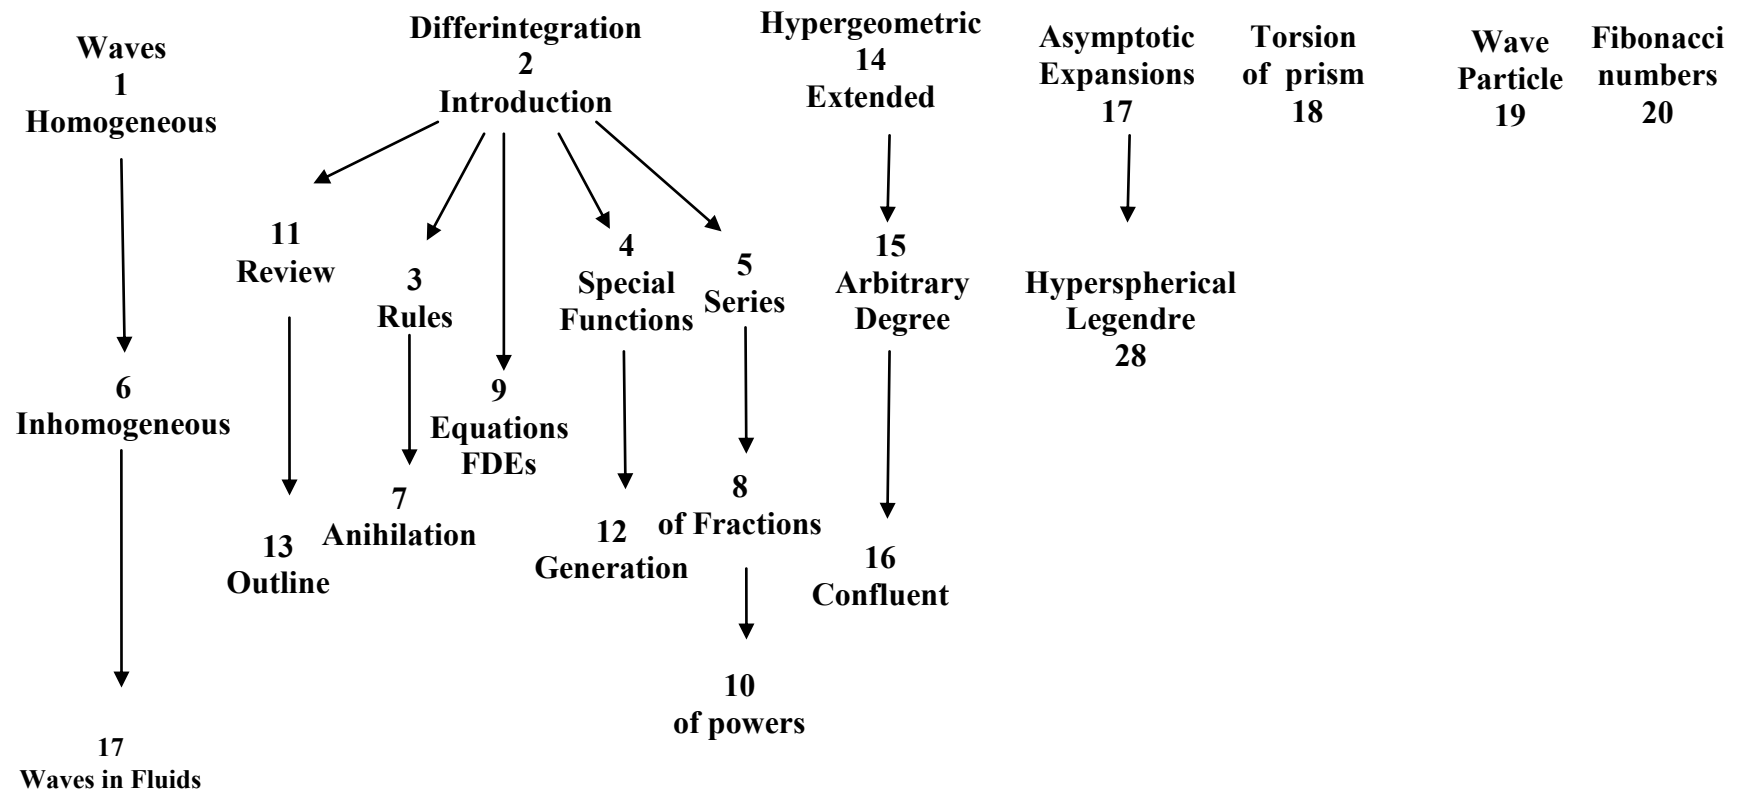 Waves
1
Homogeneous
Differintegration
2
Introduction
Hypergeometric
14
Extended
Asymptotic
Expansions
17
Torsion
of prism
18
Wave
Particle
19
Fibonacci
numbers
20
11
Review
3
Rules
4
Special
Functions
5
Series
15
Arbitrary
Degree
Hyperspherical
Legendre
28
6
Inhomogeneous
9
Equations
FDEs
13
Outline
7
Anihilation
12
Generation
8
of Fractions
16
Confluent
10
of powers
17
Waves in Fluids